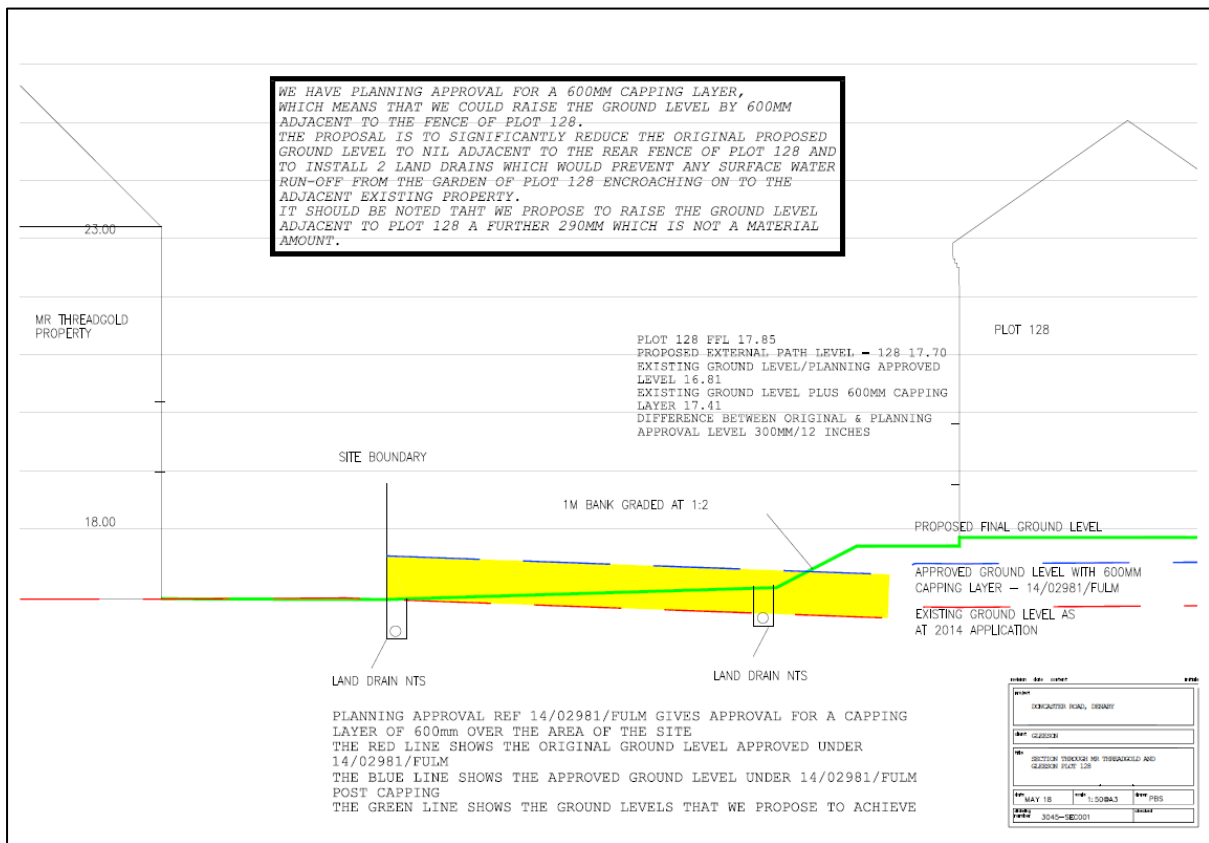 WE HAVE PLANNING APPROVAL FOR A 600MM CAPPING LAYER,
WHICH MEANS THAT WE COULD RAISE THE GROUND LEVEL BY 600MM
ADJACENT TO THE FENCE OF PLOT 128.
THE PROPOSAL IS TO SIGNIFICANTLY REDUCE THE ORIGINAL PROPOSED
GROUND LEVEL TO NIL ADJACENT TO THE REAR FENCE OF PLOT 128 AND
TO INSTALL 2 LAND DRAINS WHICH WOULD PREVENT ANY SURFACE WATER
RUN-OFF FROM THE GARDEN OF PLOT 128 ENCROACHING ON TO THE
ADJACENT EXISTING PROPERTY.
IT SHOULD BE NOTED TAHT WE PROPOSE TO RAISE THE GROUND LEVEL
ADJACENT TO PLOT 128 A FURTHER 290MM WHICH IS NOT A MATERIAL
AMOUNT.
23.00
MR THREADGOLD
PROPERTY
PLOT 128
PLOT 128 FFL 17.85
PROPOSED EXTERNAL PATH LEVEL - 128 17.70
EXISTING GROUND LEVEL/PLANNING APPROVED
LEVEL 16.81
EXISTING GROUND LEVEL PLUS 600MM CAPPING
LAYER 17.41
DIFFERENCE BETWEEN ORIGINAL & PLANNING
APPROVAL LEVEL 300MM/12 INCHES
SITE BOUNDARY
1M BANK GRADED AT 1:2
18.00
PROPOSED FINAL GROUND LEVEL
APPROVED GROUND LEVEL WITH 600MM
CAPPING LAYER - 14/02981/FULM
EXISTING GROUND LEVEL AS
AT 2014 APPLICATION
LAND DRAIN NTS
LAND DRAIN NTS
PLANNING APPROVAL REF 14/02981/FULM GIVES APPROVAL FOR A CAPPING
LAYER OF 600mm OVER THE AREA OF THE SITE
THE RED LINE SHOWS THE ORIGINAL GROUND LEVEL APPROVED UNDER
14/02981/FULM
THE BLUE LINE SHOWS THE APPROVED GROUND LEVEL UNDER 14/02981/FULM
POST CAPPING
THE GREEN LINE SHOWS THE GROUND LEVELS THAT WE PROPOSE TO ACHIEVE
revision date content initials
project
DONCASTER ROAD, DENABY
client GLEESON
title
SECTION THROUGH MR THREADGOLD AND
GLEESON PLOT 128
date MAY 18 scale 1:50@A3 drawn PBS
drawing number 3045-SEC001 checked